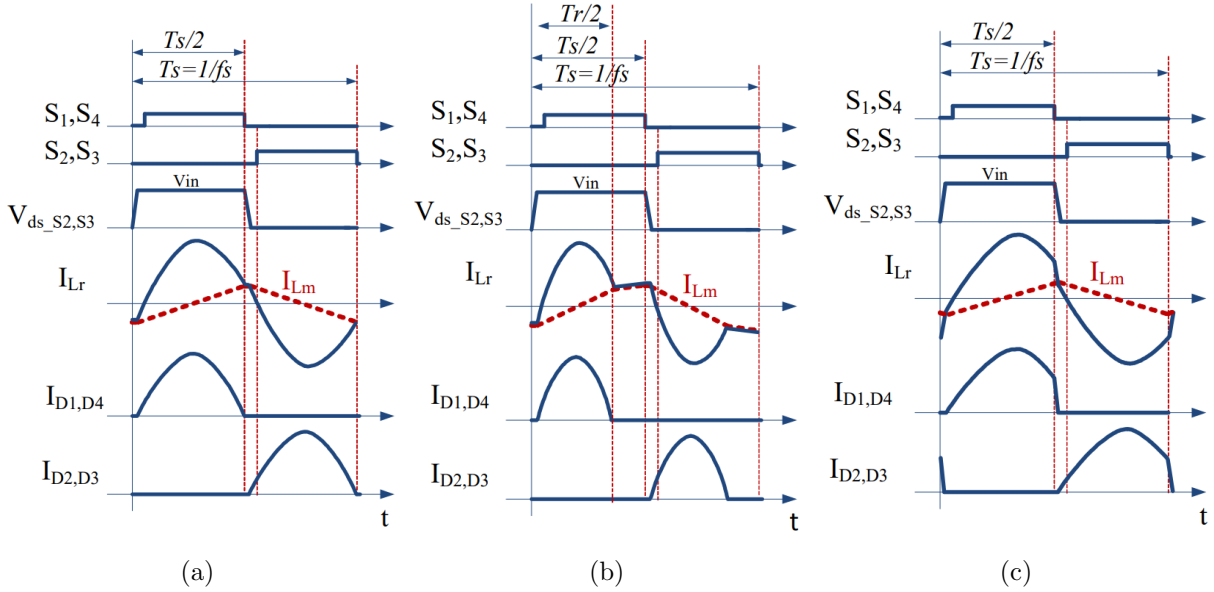 Ts/2
Ts=1/fs
S1,S4
S2,S3
Vin
Vds_S2,S3
ILr
ILm
ID1,D4
ID2,D3
t
(a)
Tr/2
Ts/2
Ts=1/fs
S1,S4
S2,S3
Vin
Vds_S2,S3
ILr
ILm
ID1,D4
ID2,D3
t
(b)
Ts/2
Ts=1/fs
S1,S4
S2,S3
Vin
Vds_S2,S3
ILr
ILm
ID1,D4
ID2,D3
t
(c)